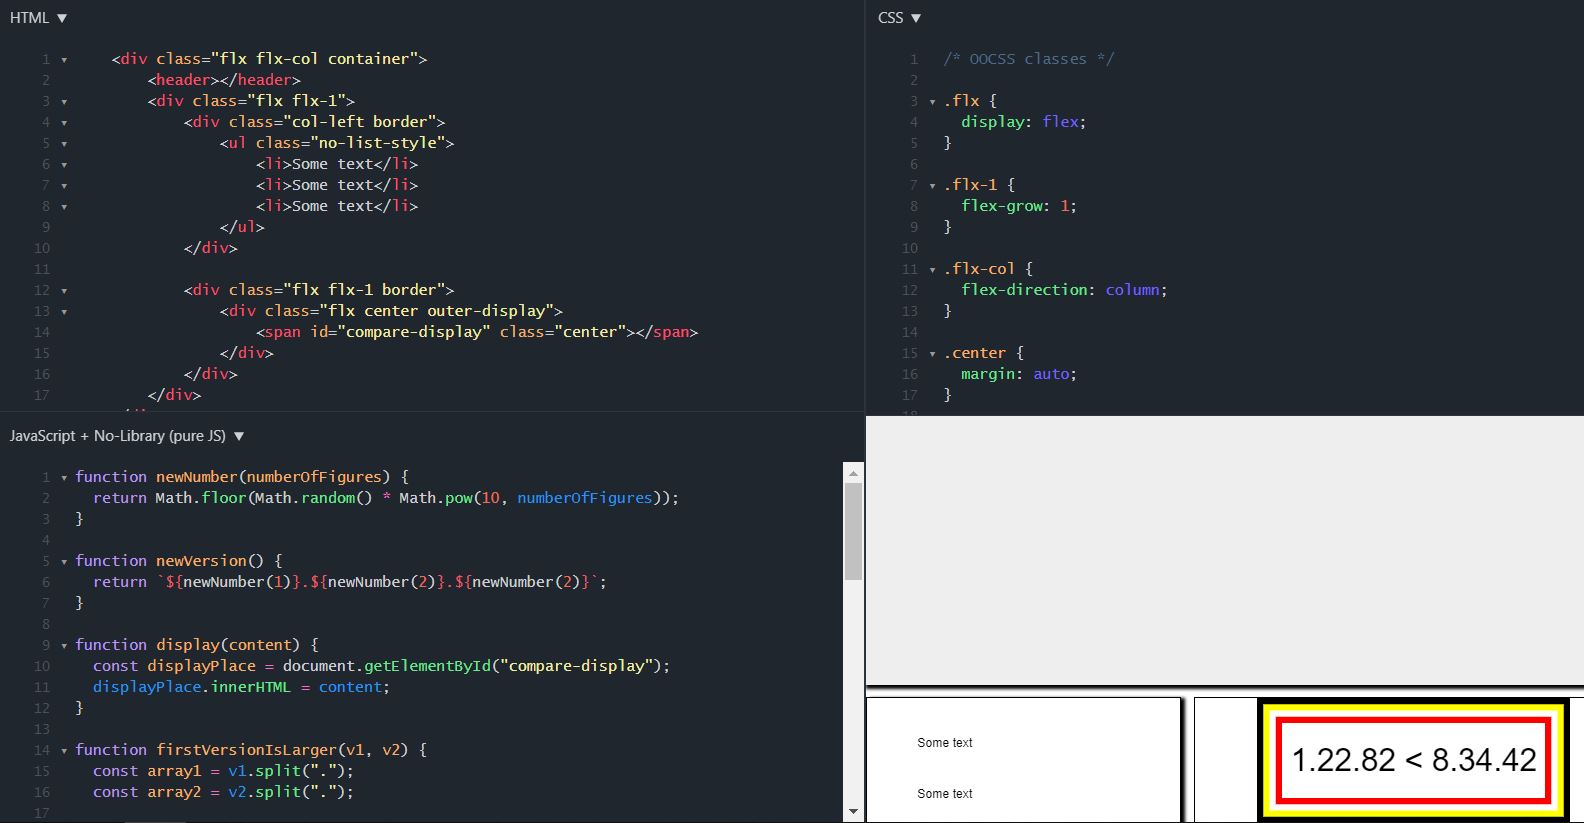 HTML ▼
1 ▾ <div class="flx flx-col container">
2 <header></header>
3 ▾ <div class="flx flx-1">
4 ▾ <div class="col-left border">
5 ▾ <ul class="no-list-style">
6 ▾ <li>Some text</li>
7 ▾ <li>Some text</li>
8 ▾ <li>Some text</li>
9 </ul>
10 </div>
11
12 ▾ <div class="flx flx-1 border">
13 ▾ <div class="flx center outer-display">
14 <span id="compare-display" class="center"></span>
15 </div>
16 </div>
17 </div>
CSS ▼
1 /* OOCSS classes */
2
3 ▾ .flx {
4 display: flex;
5 }
6
7 ▾ .flx-1 {
8 flex-grow: 1;
9 }
10
11 ▾ .flx-col {
12 flex-direction: column;
13 }
14
15 ▾ .center {
16 margin: auto;
17 }
JavaScript + No-Library (pure JS) ▼
1 ▾ function newNumber(numberOfFigures) {
2 return Math.floor(Math.random() * Math.pow(10, numberOfFigures));
3 }
4
5 ▾ function newVersion() {
6 return `${newNumber(1)}.${newNumber(2)}.${newNumber(2)}`;
7 }
8
9 ▾ function display(content) {
10 const displayPlace = document.getElementById("compare-display");
11 displayPlace.innerHTML = content;
12 }
13
14 ▾ function firstVersionIsLarger(v1, v2) {
15 const array1 = v1.split(".");
16 const array2 = v2.split(".");
17
Some text
Some text
1.22.82 < 8.34.42